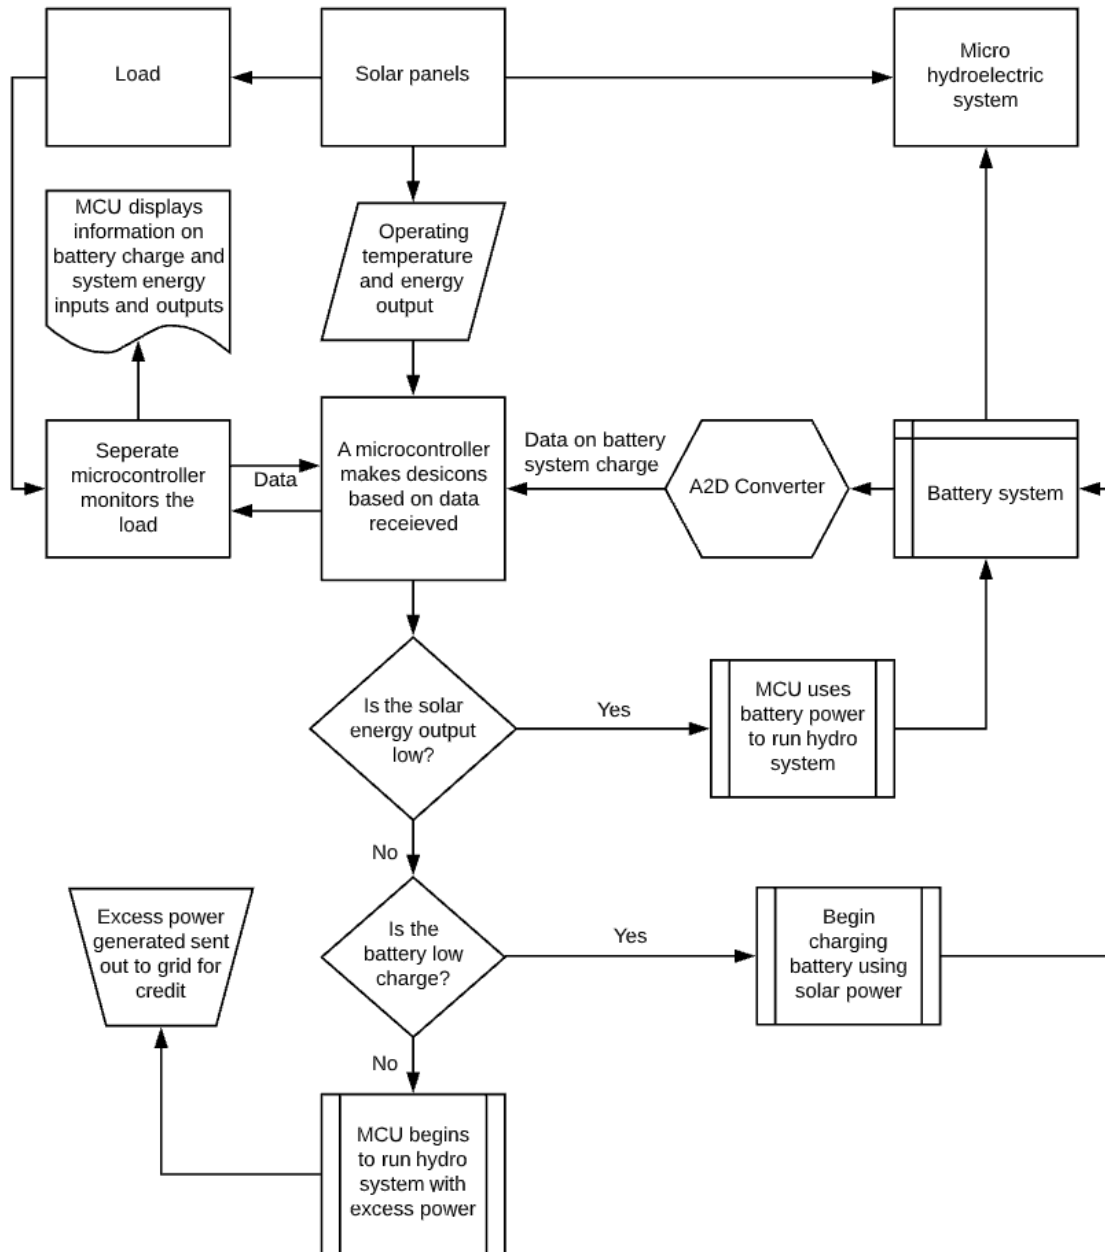 Load
Solar panels
Micro
hydroelectric
system
MCU displays
information on
battery charge and
system energy
inputs and outputs
Operating
temperature
and energy
output
Seperate
microcontroller
monitors the
load
Data
A microcontroller
makes desicons
based on data
receieved
Data on battery
system charge
A2D Converter
Battery system
Is the solar
energy output
low?
Yes
MCU uses
battery power
to run hydro
system
No
Excess power
generated sent
out to grid for
credit
Is the
battery low
charge?
Yes
Begin
charging
battery using
solar power
No
MCU begins
to run hydro
system with
excess power